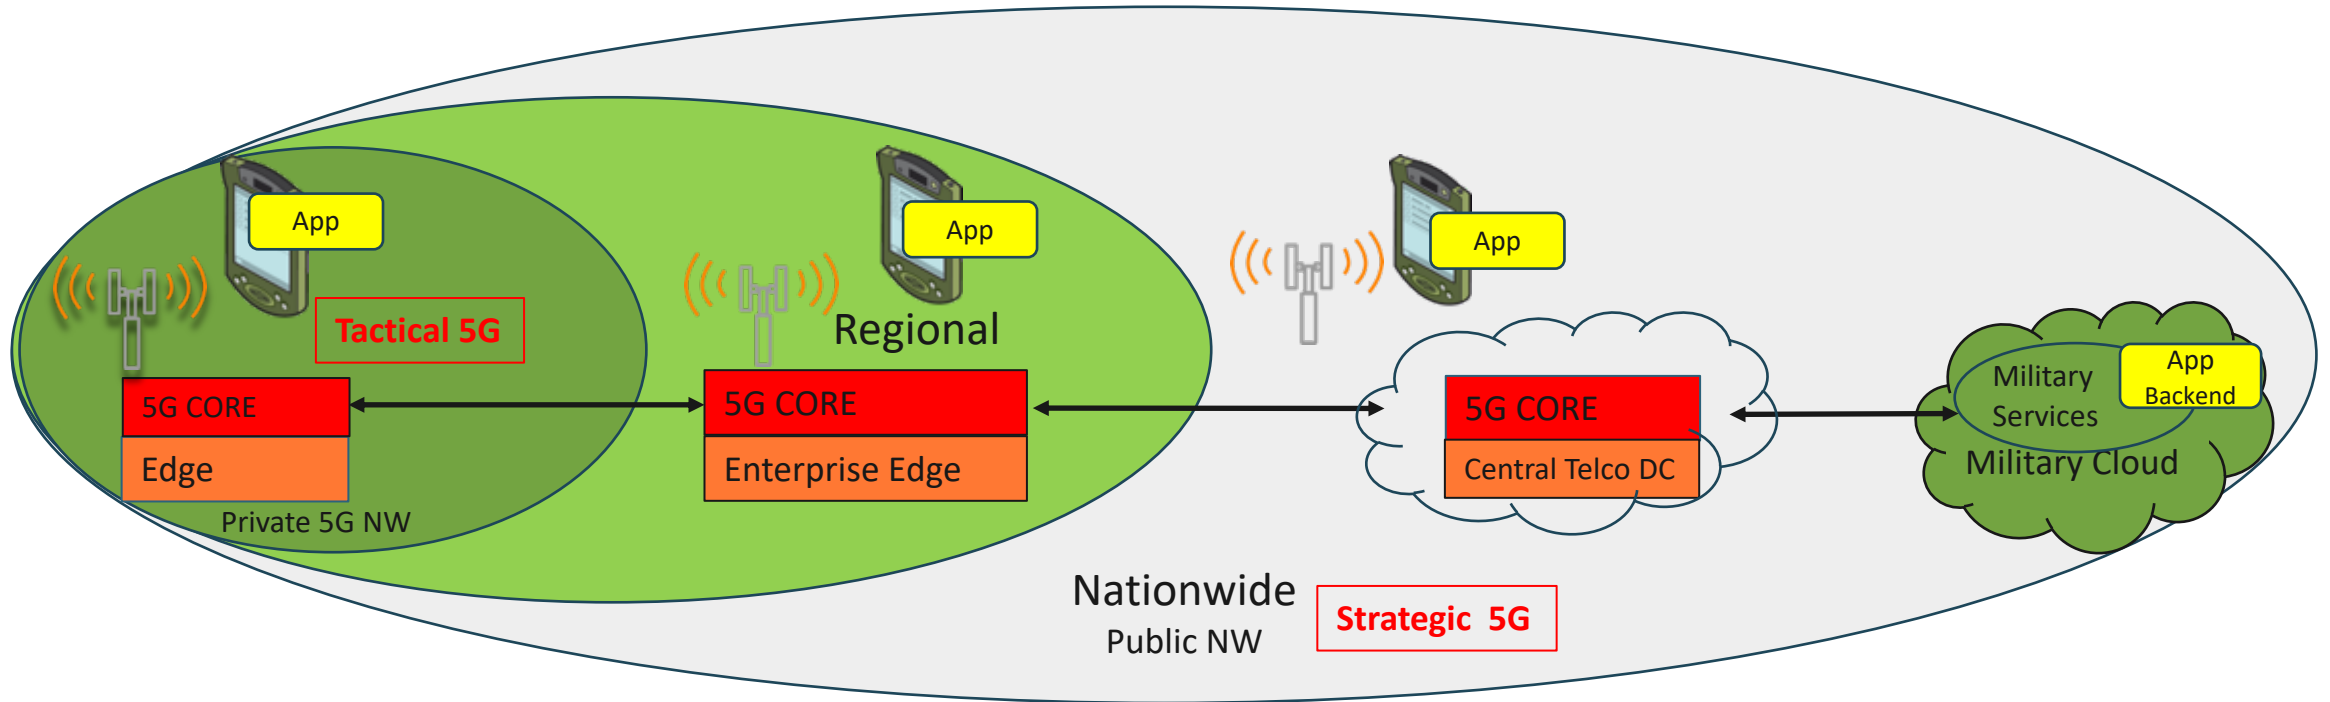 App
Tactical 5G
5G CORE
Edge
Private 5G NW
App
Regional
5G CORE
Enterprise Edge
App
5G CORE
Central Telco DC
Military
Services
App
Backend
Military Cloud
Nationwide
Public NW
Strategic 5G